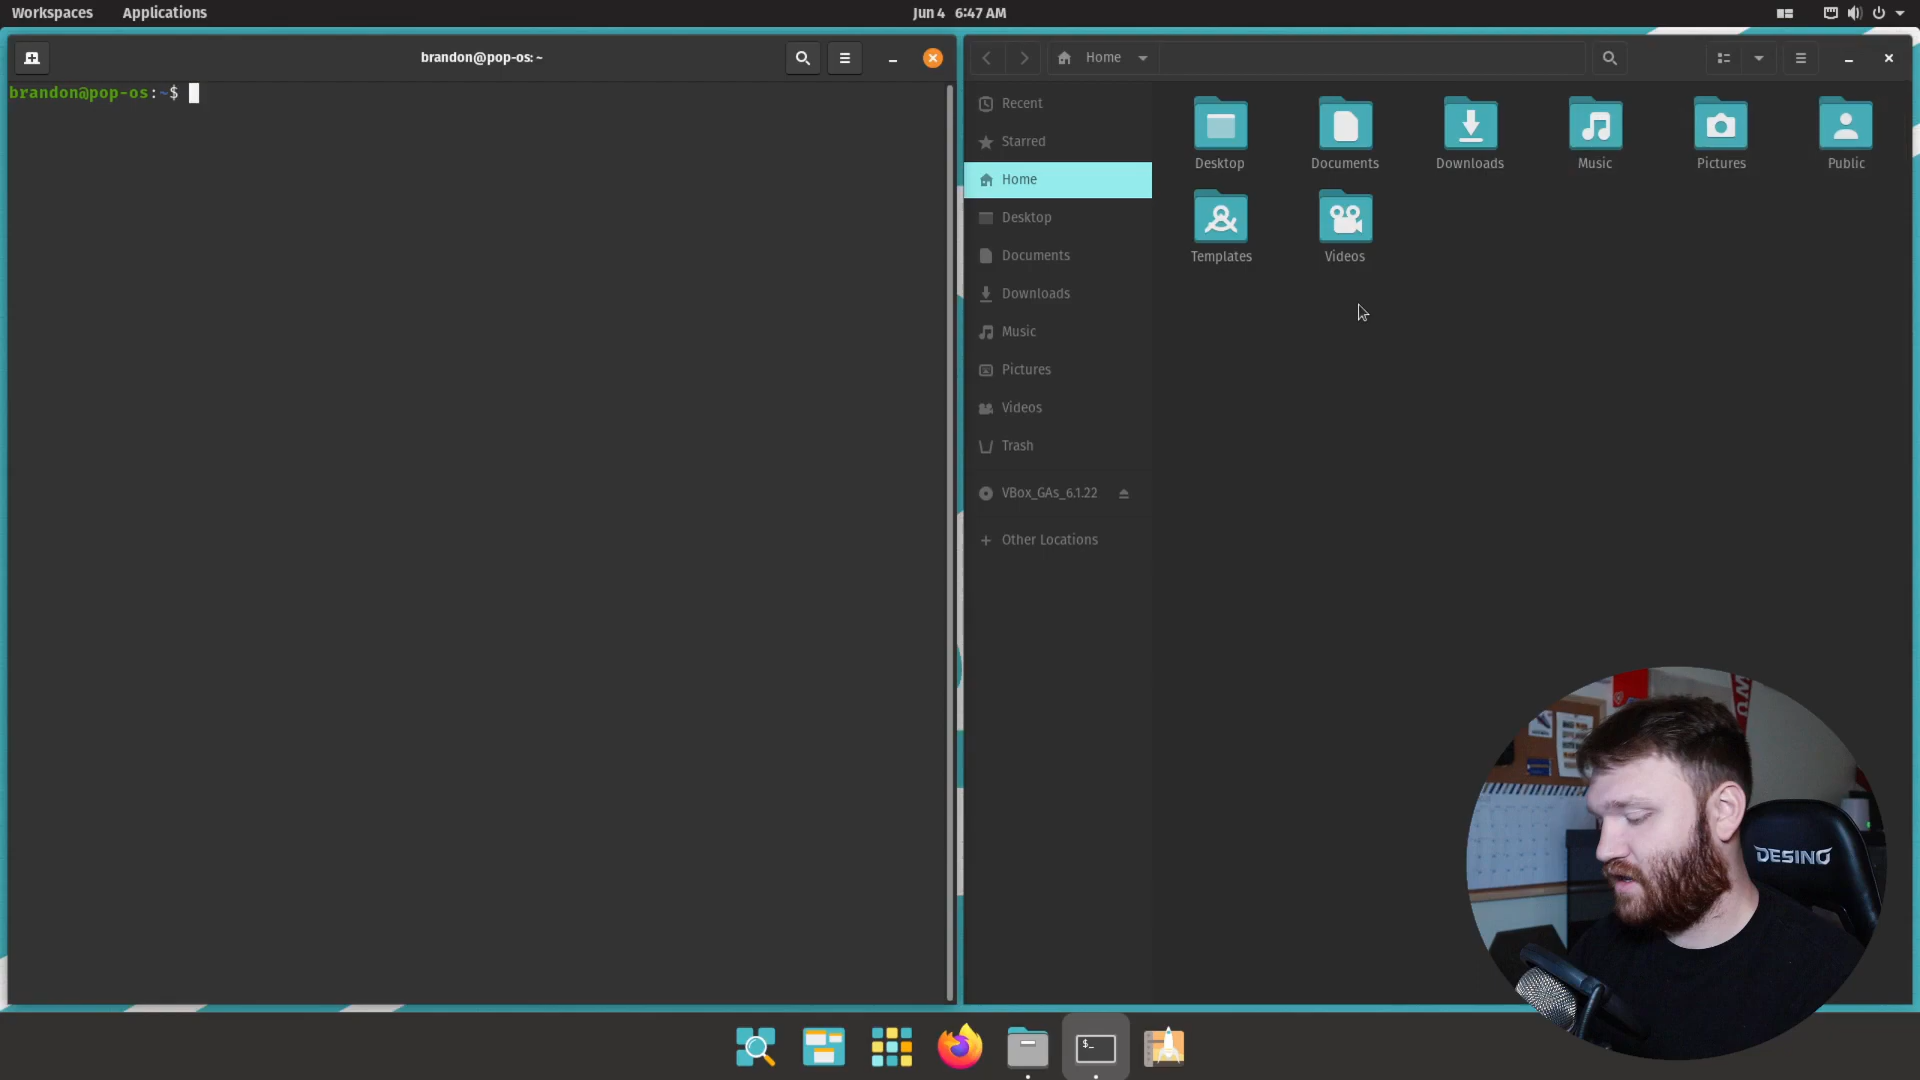 Workspaces
Applications
Jun 4 6:47 AM
brandon@pop-os: ~
brandon@pop-os:~$
Home
Recent
Starred
Home
Desktop
Documents
Downloads
Music
Pictures
Videos
Trash
VBox_GAs_6.1.22
Other Locations
Desktop
Documents
Downloads
Music
Pictures
Public
Templates
Videos
$_
DESINO